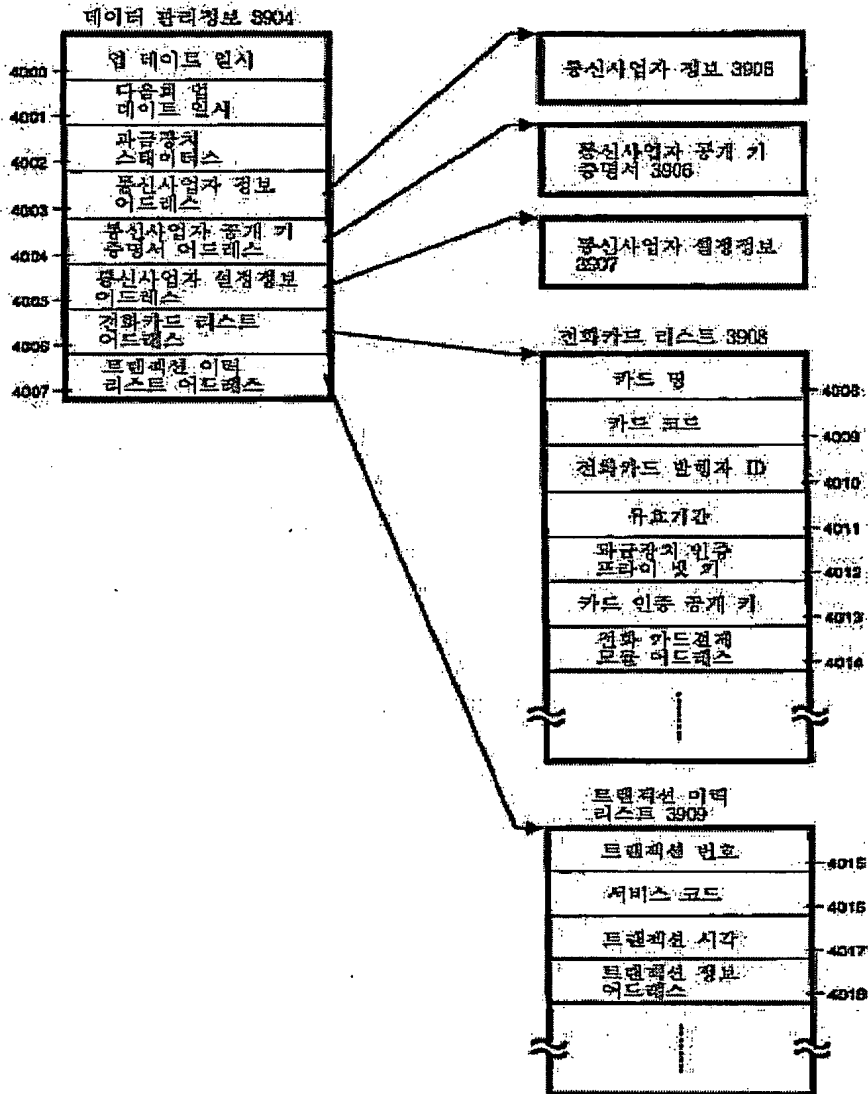 데이터 관리정보 3904
4000
업 데이트 일시
4001
다음회 업
데이트 일시
4002
과금장치
스테이터스
4003
통신사업자 정보
어드레스
4004
통신사업자 공개 키
증명서 어드레스
4005
통신사업자 설정정보
어드레스
4006
전화카드 리스트
어드레스
4007
트랜잭션 이력
리스트 어드레스
통신사업자 정보 3905
통신사업자 공개 키
증명서 3906
통신사업자 설정정보
3907
전화카드 리스트 3908
카드 명
4008
카드 코드
4009
전화카드 발행자 ID
4010
유효기간
4011
과금장치 인증
프라이 빗 키
4012
카드 인증 공개 키
4013
전화 카드결제
모듈 어드레스
4014
트랜잭션 이력
리스트 3909
트랜잭션 번호
4015
서비스 코드
4016
트랜잭션 시각
4017
트랜잭션 정보
어드레스
4018